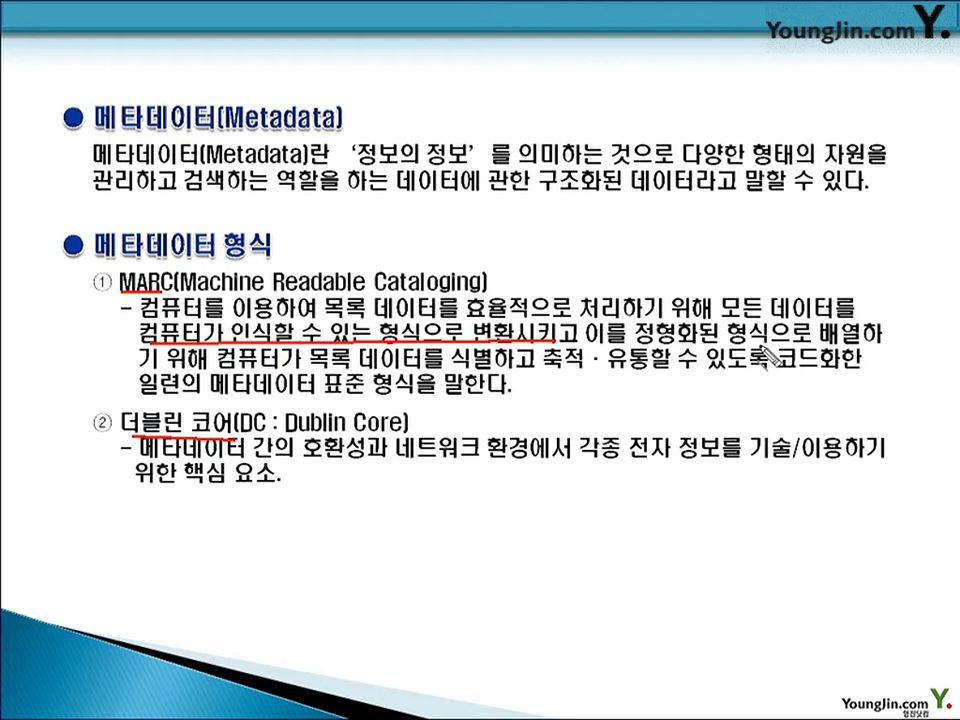 YoungJin.com Y.
● 메타데이터(Metadata)
메타데이터(Metadata)란 ‘정보의 정보’를 의미하는 것으로 다양한 형태의 자원을
관리하고 검색하는 역할을 하는 데이터에 관한 구조화된 데이터라고 말할 수 있다.
● 메타데이터 형식
① MARC(Machine Readable Cataloging)
- 컴퓨터를 이용하여 목록 데이터를 효율적으로 처리하기 위해 모든 데이터를
컴퓨터가 인식할 수 있는 형식으로 변환시키고 이를 정형화된 형식으로 배열하
기 위해 컴퓨터가 목록 데이터를 식별하고 축적·유통할 수 있도록 코드화한
일련의 메타데이터 표준 형식을 말한다.
② 더블린 코어(DC : Dublin Core)
- 메타데이터 간의 호환성과 네트워크 환경에서 각종 전자 정보를 기술/이용하기
위한 핵심 요소.
YoungJin.com Y.
영진닷컴